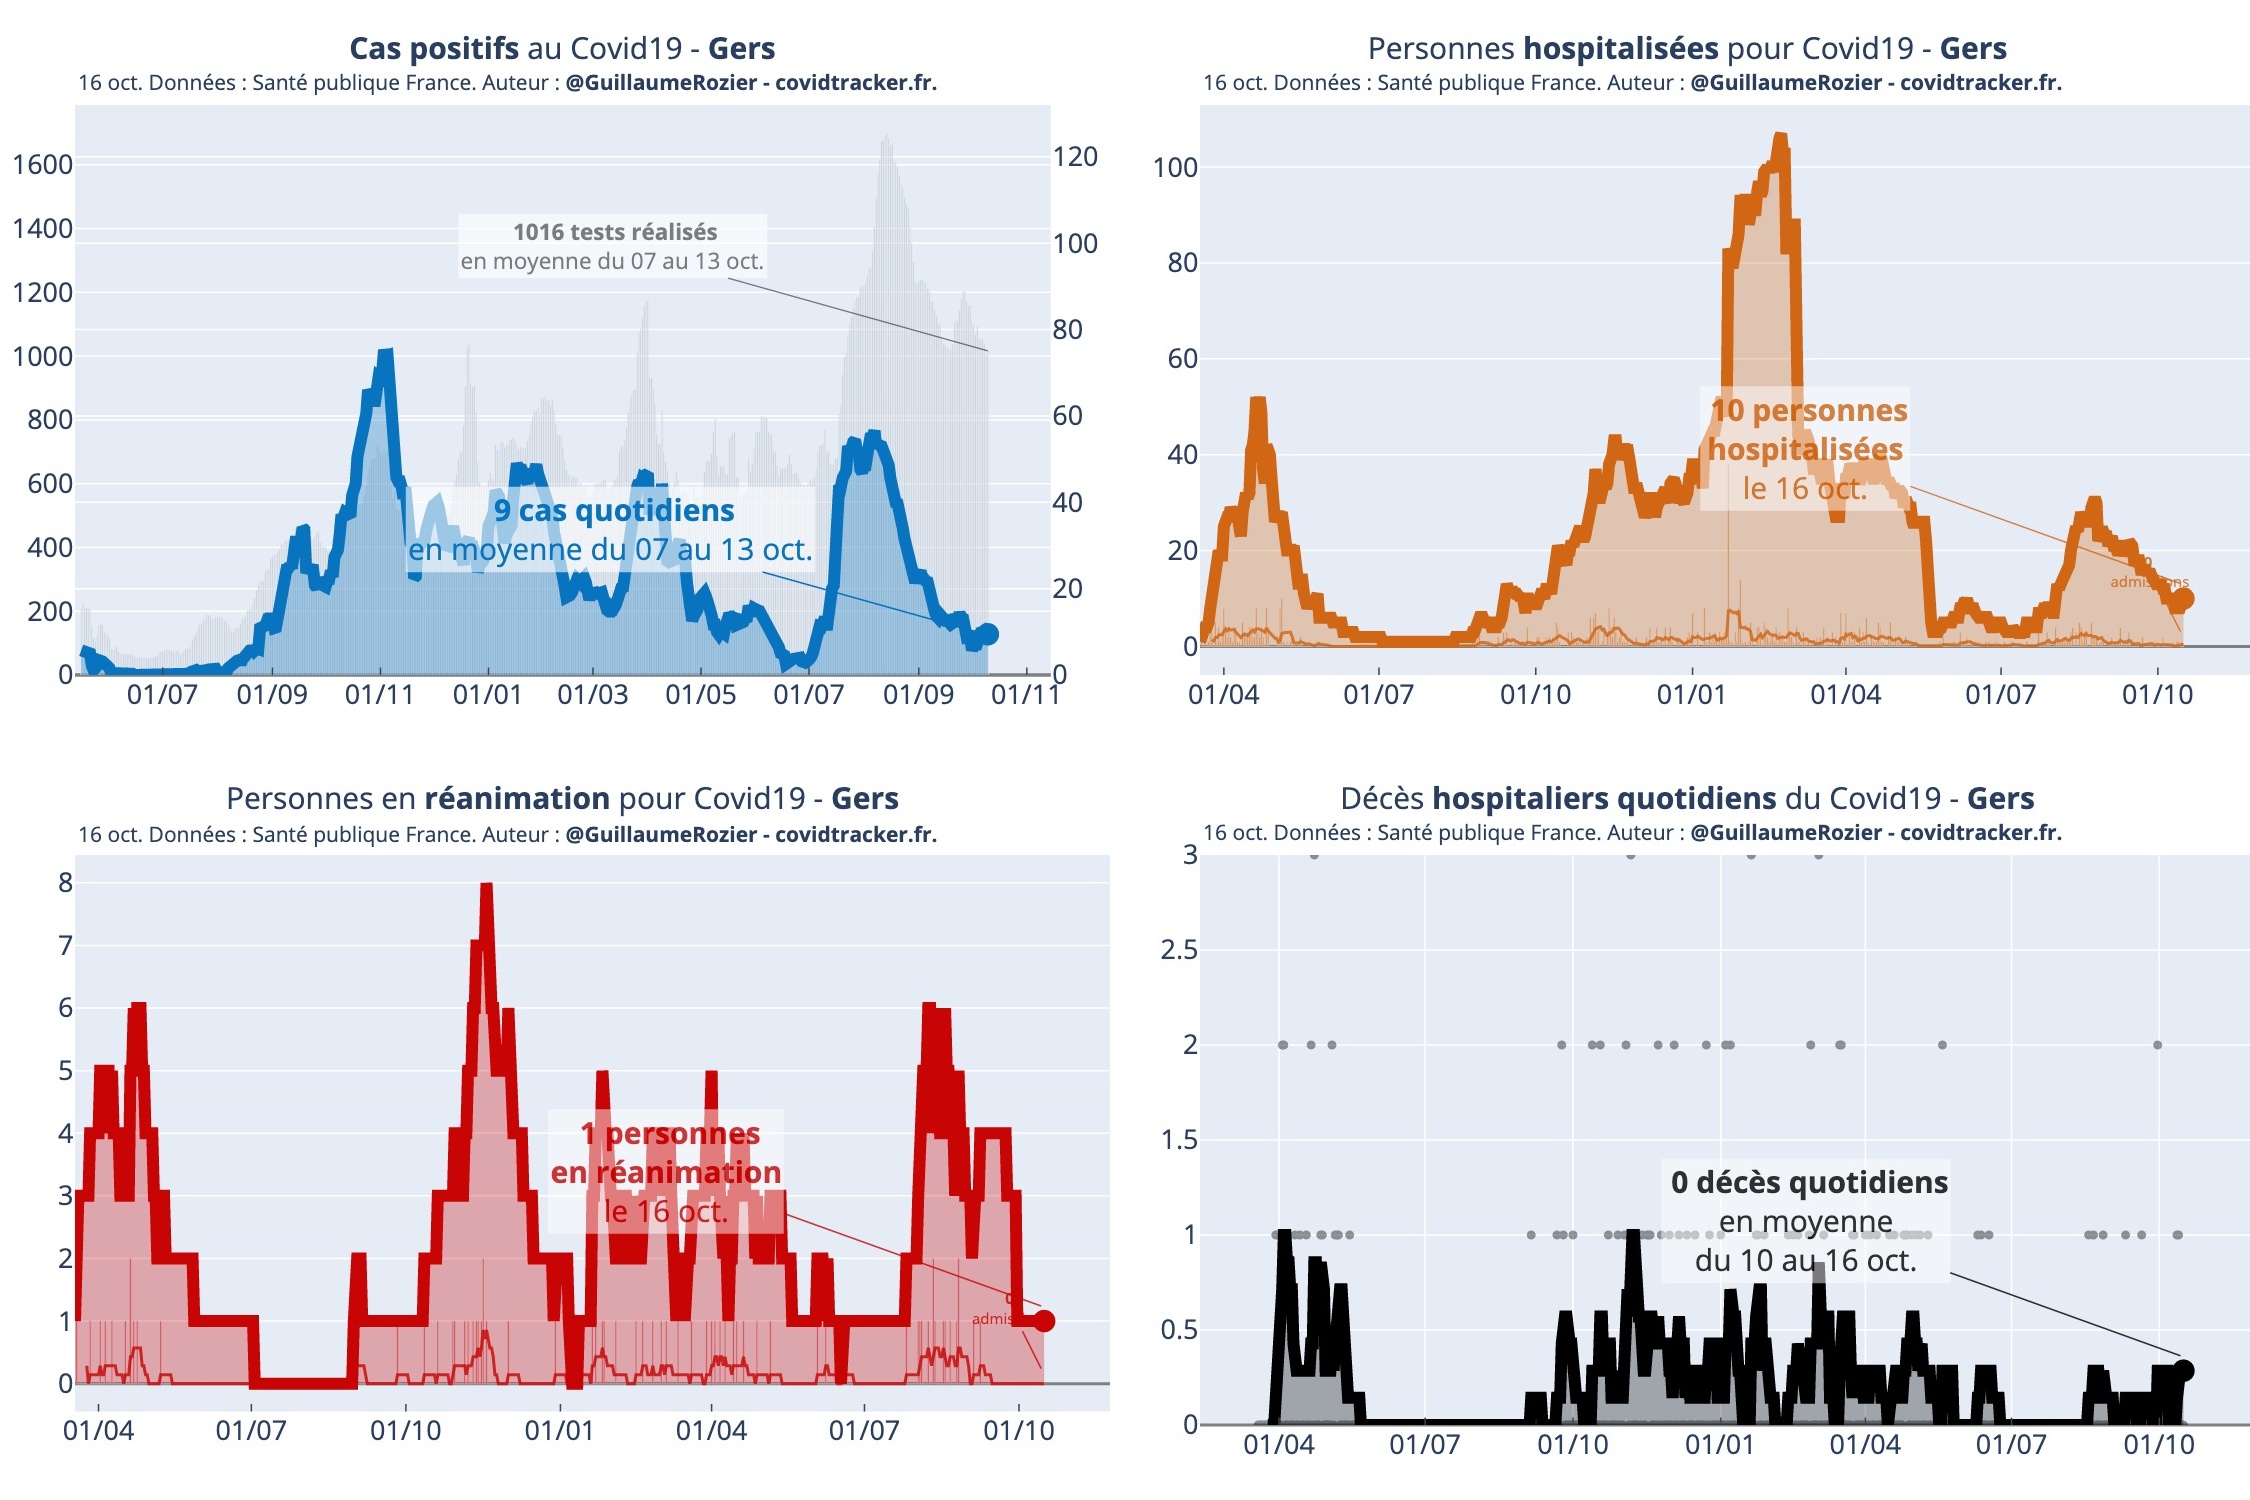 Cas positifs au Covid19 - Gers
16 oct. Données : Santé publique France. Auteur : @GuillaumeRozier - covidtracker.fr.
1600
1400
1200
1000
800
600
400
200
0
120
100
80
60
40
20
0
1016 tests réalisés
en moyenne du 07 au 13 oct.
9 cas quotidiens
en moyenne du 07 au 13 oct.
01/07 01/09 01/11 01/01 01/03 01/05 01/07 01/09 01/11
Personnes hospitalisées pour Covid19 - Gers
16 oct. Données : Santé publique France. Auteur : @GuillaumeRozier - covidtracker.fr.
100
80
60
40
20
0
10 personnes
hospitalisées
le 16 oct.
0
admissions
01/04 01/07 01/10 01/01 01/04 01/07 01/10
Personnes en réanimation pour Covid19 - Gers
16 oct. Données : Santé publique France. Auteur : @GuillaumeRozier - covidtracker.fr.
8
7
6
5
4
3
2
1
0
1 personnes
en réanimation
le 16 oct.
0
admis
01/04 01/07 01/10 01/01 01/04 01/07 01/10
Décès hospitaliers quotidiens du Covid19 - Gers
16 oct. Données : Santé publique France. Auteur : @GuillaumeRozier - covidtracker.fr.
3
2.5
2
1.5
1
0.5
0
0 décès quotidiens
en moyenne
du 10 au 16 oct.
01/04 01/07 01/10 01/01 01/04 01/07 01/10